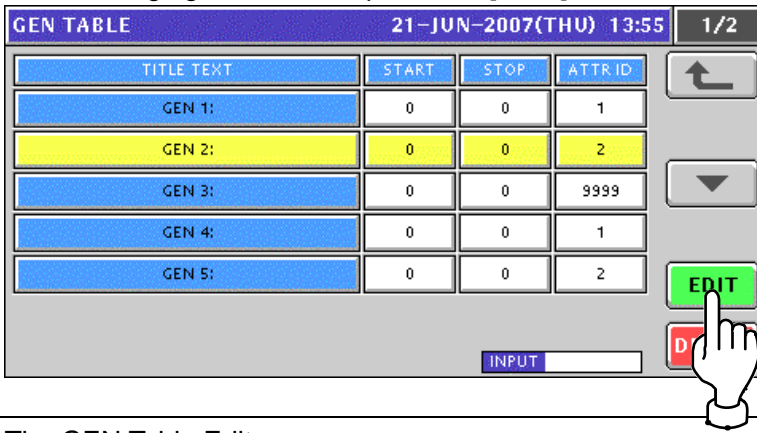 GEN TABLE 21-JUN-2007(THU) 13:55 1/2
TITLE TEXT START STOP ATTR ID
GEN 1: 0 0 1
GEN 2: 0 0 2
GEN 3: 0 0 9999
GEN 4: 0 0 1
GEN 5: 0 0 2
EDIT
INPUT